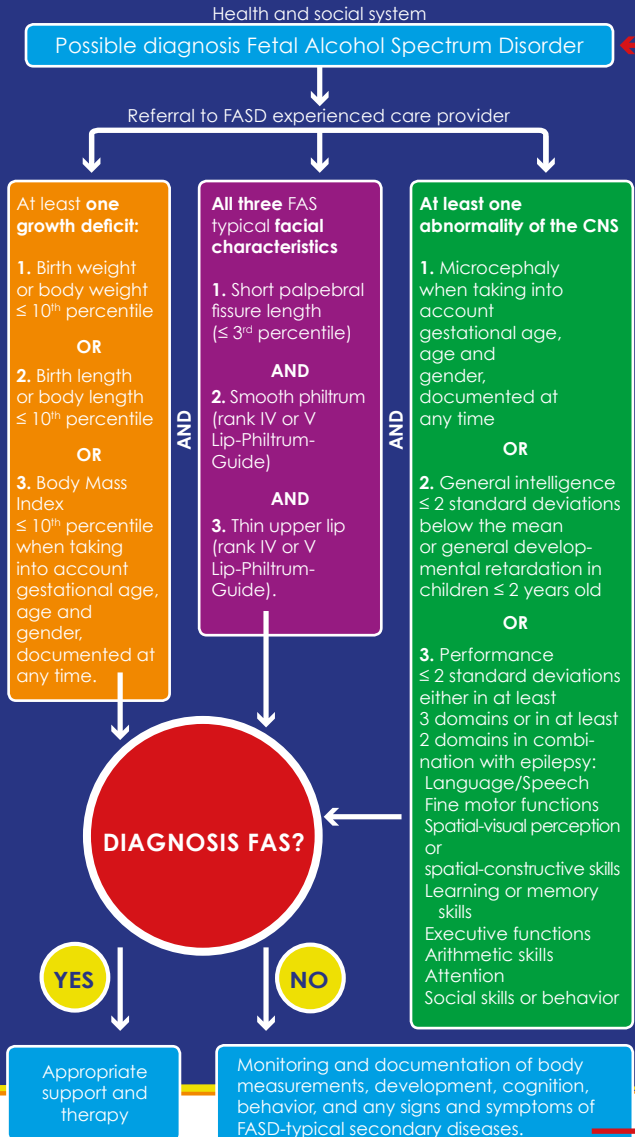 Health and social system
Possible diagnosis Fetal Alcohol Spectrum Disorder
Referral to FASD experienced care provider
At least one
growth deficit:
1. Birth weight
or body weight
≤ 10th percentile
OR
2. Birth length
or body length
≤ 10th percentile
OR
3. Body Mass
Index
≤ 10th percentile
when taking
into account
gestational age,
age and
gender,
documented at
any time.
AND
All three FAS
typical facial
characteristics
1. Short palpebral
fissure length
(≤ 3rd percentile)
AND
2. Smooth philtrum
(rank IV or V
Lip-Philtrum-
Guide)
AND
3. Thin upper lip
(rank IV or V
Lip-Philtrum-
Guide).
AND
At least one
abnormality of the CNS
1. Microcephaly
when taking into
account
gestational age,
age and
gender,
documented at
any time
OR
2. General intelligence
≤ 2 standard deviations
below the mean
or general develop-
mental retardation in
children ≤ 2 years old
OR
3. Performance
≤ 2 standard deviations
either in at least
3 domains or in at least
2 domains in combi-
nation with epilepsy:
Language/Speech
Fine motor functions
Spatial-visual perception
or
spatial-constructive skills
Learning or memory
skills
Executive functions
Arithmetic skills
Attention
Social skills or behavior
DIAGNOSIS FAS?
YES
NO
Appropriate
support and
therapy
Monitoring and documentation of body
measurements, development, cognition,
behavior, and any signs and symptoms of
FASD-typical secondary diseases.